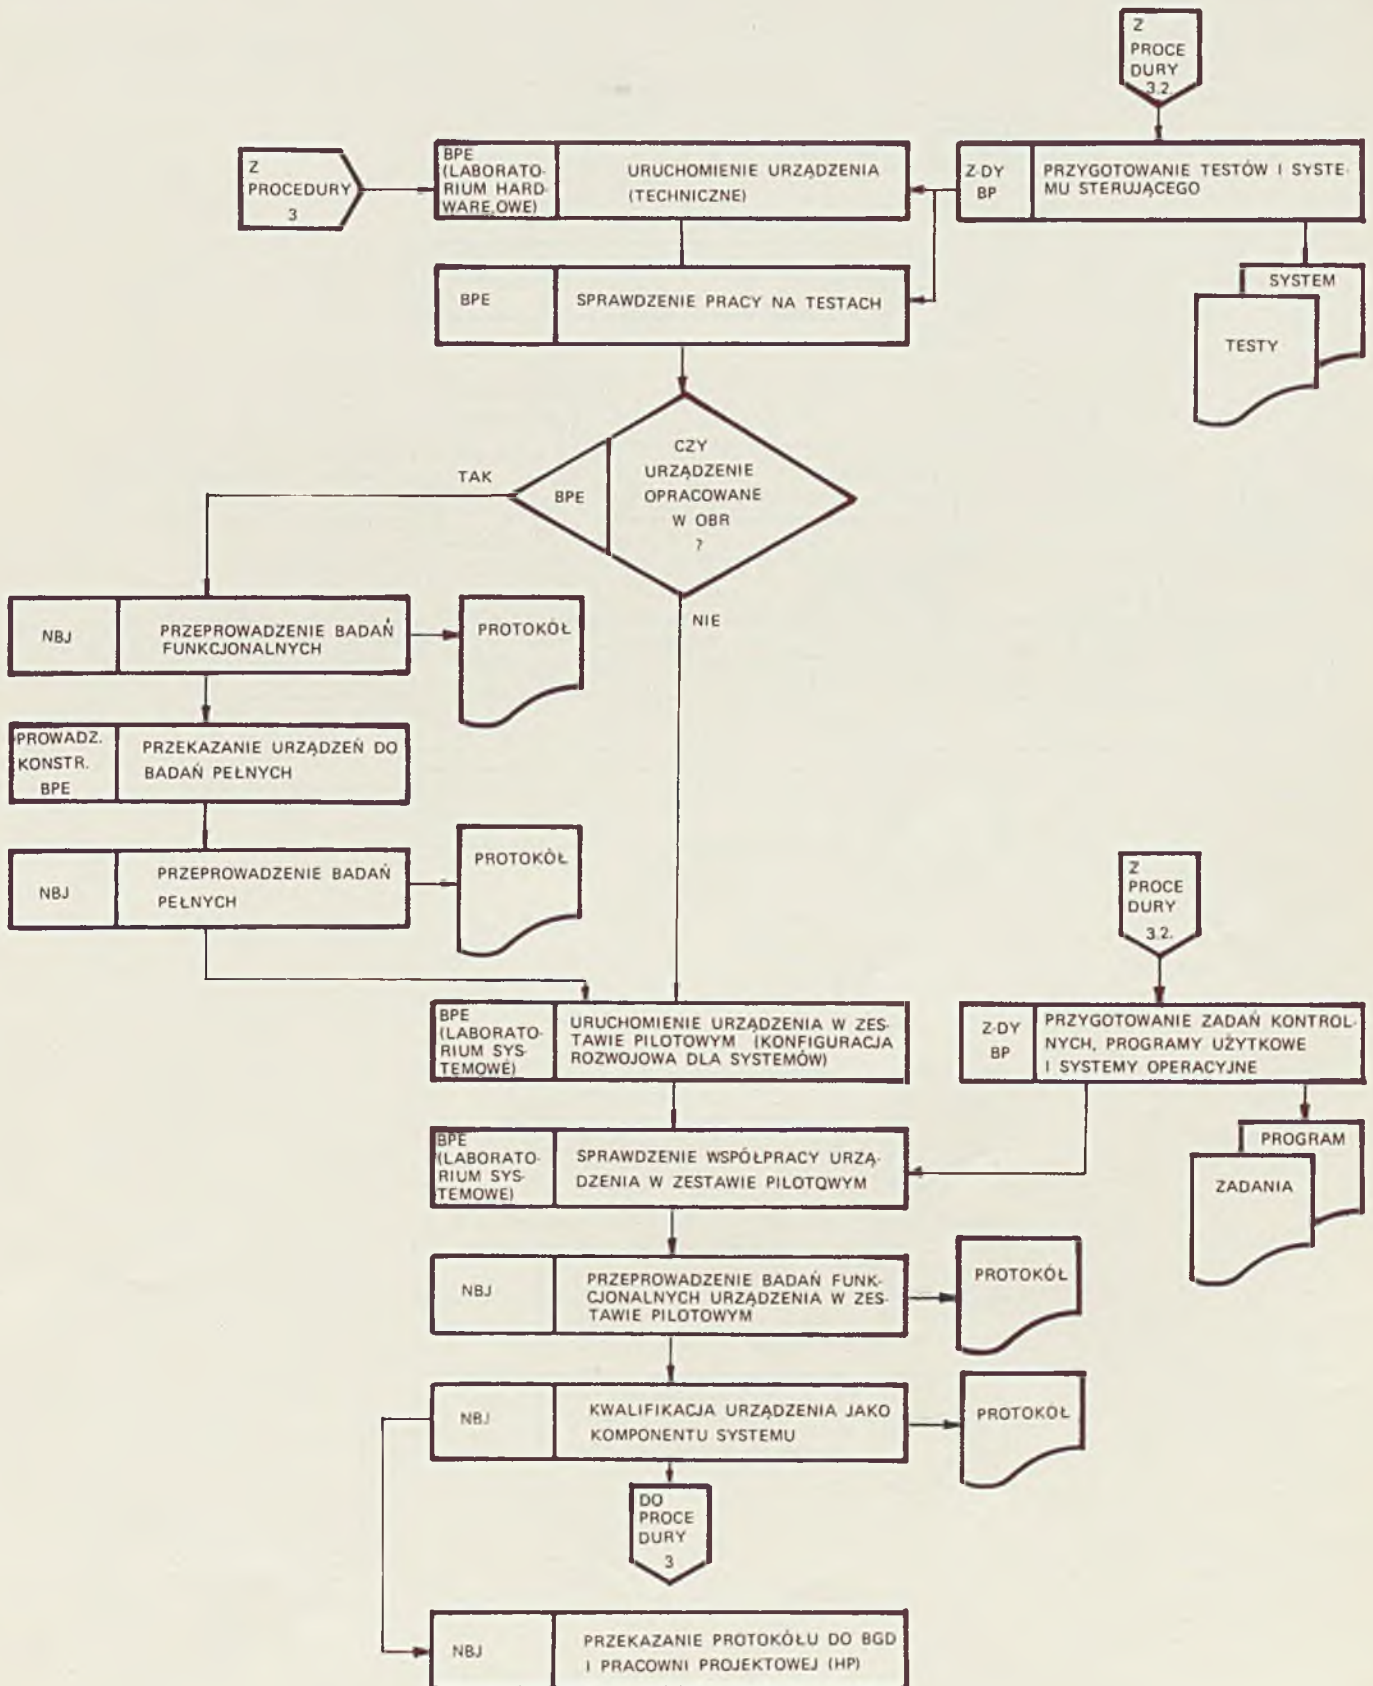 Z
PROCE
DURY
3.2.
Z
PROCEDURY
3
BPE
(LABORATO-
RIUM HARD-
WARE,OWE)
URUCHOMIENIE URZĄDZENIA
(TECHNICZNE)
Z-DY
BP
PRZYGOTOWANIE TESTÓW I SYSTE-
MU STERUJĄCEGO
BPE
SPRAWDZENIE PRACY NA TESTACH
SYSTEM
TESTY
TAK
BPE
CZY
URZĄDZENIE
OPRACOWANE
W OBR
?
NIE
NBJ
PRZEPROWADZENIE BADAŃ
FUNKCJONALNYCH
PROTOKÓŁ
PROWADZ.
KONSTR.
BPE
PRZEKAZANIE URZĄDZEŃ DO
BADAŃ PEŁNYCH
NBJ
PRZEPROWADZENIE BADAŃ
PEŁNYCH
PROTOKÓŁ
Z
PROCE
DURY
3.2.
BPE
(LABORATO-
RIUM SYS-
TEMOWE)
URUCHOMIENIE URZĄDZENIA W ZES-
TAWIE PILOTOWYM (KONFIGURACJA
ROZWOJOWA DLA SYSTEMÓW)
Z-DY
BP
PRZYGOTOWANIE ZADAŃ KONTROL-
NYCH, PROGRAMY UŻYTKOWE
I SYSTEMY OPERACYJNE
BPE
(LABORATO-
RIUM SYS-
TEMOWE)
SPRAWDZENIE WSPÓŁPRACY URZĄ-
DZENIA W ZESTAWIE PILOTOWYM
PROGRAM
ZADANIA
NBJ
PRZEPROWADZENIE BADAŃ FUNK-
CJONALNYCH URZĄDZENIA W ZES-
TAWIE PILOTOWYM
PROTOKÓŁ
NBJ
KWALIFIKACJA URZĄDZENIA JAKO
KOMPONENTU SYSTEMU
PROTOKÓŁ
DO
PROCE
DURY
3
NBJ
PRZEKAZANIE PROTOKÓŁU DO BGD
I PRACOWNI PROJEKTOWEJ (HP)